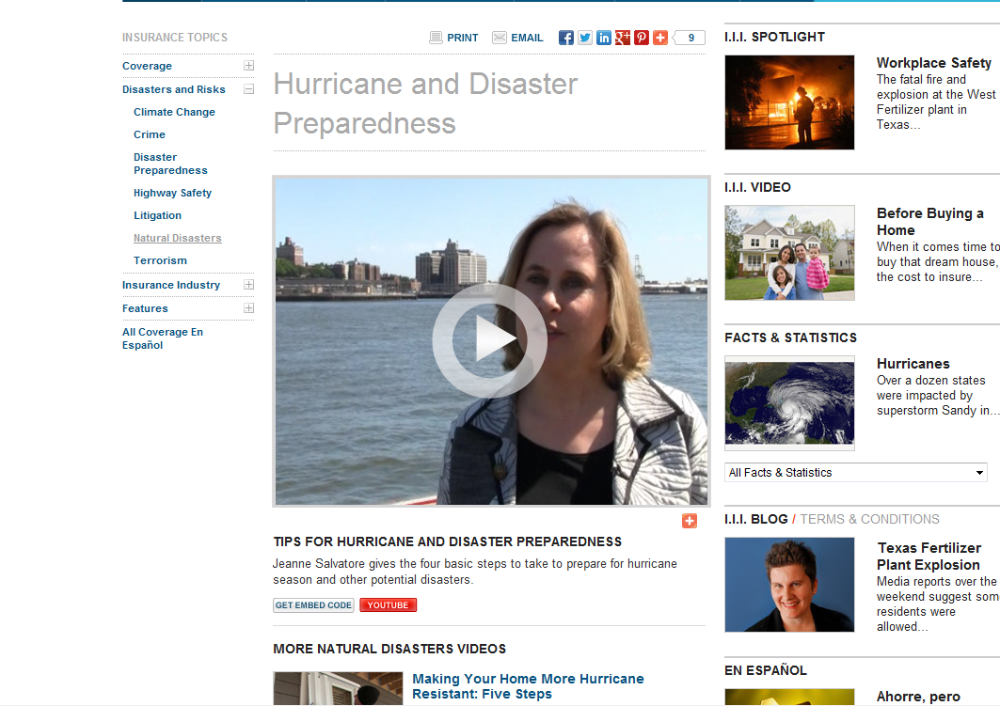 INSURANCE TOPICS
Coverage
Disasters and Risks
Climate Change
Crime
Disaster
Preparedness
Highway Safety
Litigation
Natural Disasters
Terrorism
Insurance Industry
Features
All Coverage En
Español
PRINT EMAIL 9
Hurricane and Disaster
Preparedness
TIPS FOR HURRICANE AND DISASTER PREPAREDNESS
Jeanne Salvatore gives the four basic steps to take to prepare for hurricane
season and other potential disasters.
GET EMBED CODE YOUTUBE
MORE NATURAL DISASTERS VIDEOS
Making Your Home More Hurricane
Resistant: Five Steps
I.I.I. SPOTLIGHT
Workplace Safety
The fatal fire and
explosion at the West
Fertilizer plant in
Texas...
I.I.I. VIDEO
Before Buying a
Home
When it comes time to
buy that dream house,
the cost to insure...
FACTS & STATISTICS
Hurricanes
Over a dozen states
were impacted by
superstorm Sandy in...
All Facts & Statistics
I.I.I. BLOG / TERMS & CONDITIONS
Texas Fertilizer
Plant Explosion
Media reports over the
weekend suggest som
residents were
allowed...
EN ESPAÑOL
Ahorre, pero